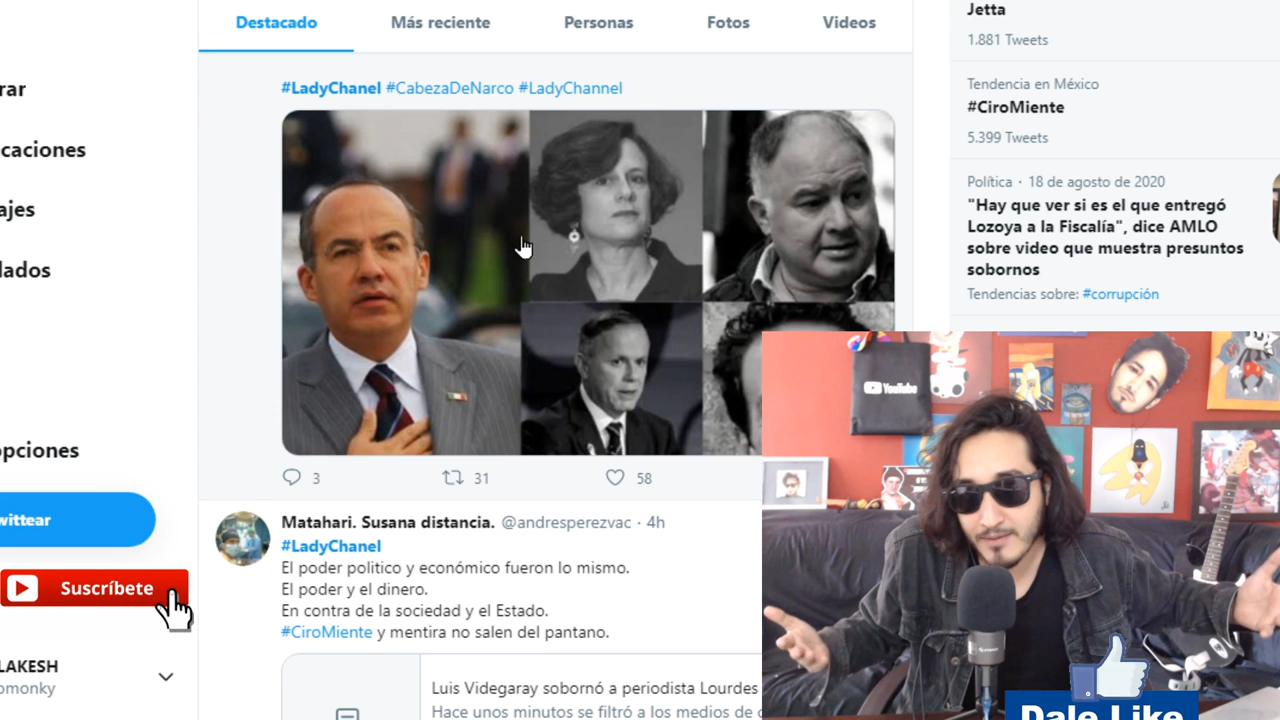 Destacado
Más reciente
Personas
Fotos
Videos
#LadyChanel #CabezaDeNarco #LadyChannel
3
31
58
Matahari. Susana distancia. @andresperezvac · 4h
#LadyChanel
El poder politico y económico fueron lo mismo.
El poder y el dinero.
En contra de la sociedad y el Estado.
#CiroMiente y mentira no salen del pantano.
Luis Videgaray sobornó a periodista Lourdes
Hace unos minutos se filtró a los medios de
rar
caciones
ajes
lados
opciones
wittear
Suscríbete
LAKESH
omonky
Jetta
1.881 Tweets
Tendencia en México
#CiroMiente
5.399 Tweets
Política · 18 de agosto de 2020
"Hay que ver si es el que entregó
Lozoya a la Fiscalía", dice AMLO
sobre video que muestra presuntos
sobornos
Tendencias sobre: #corrupción
YouTube
Dale Like